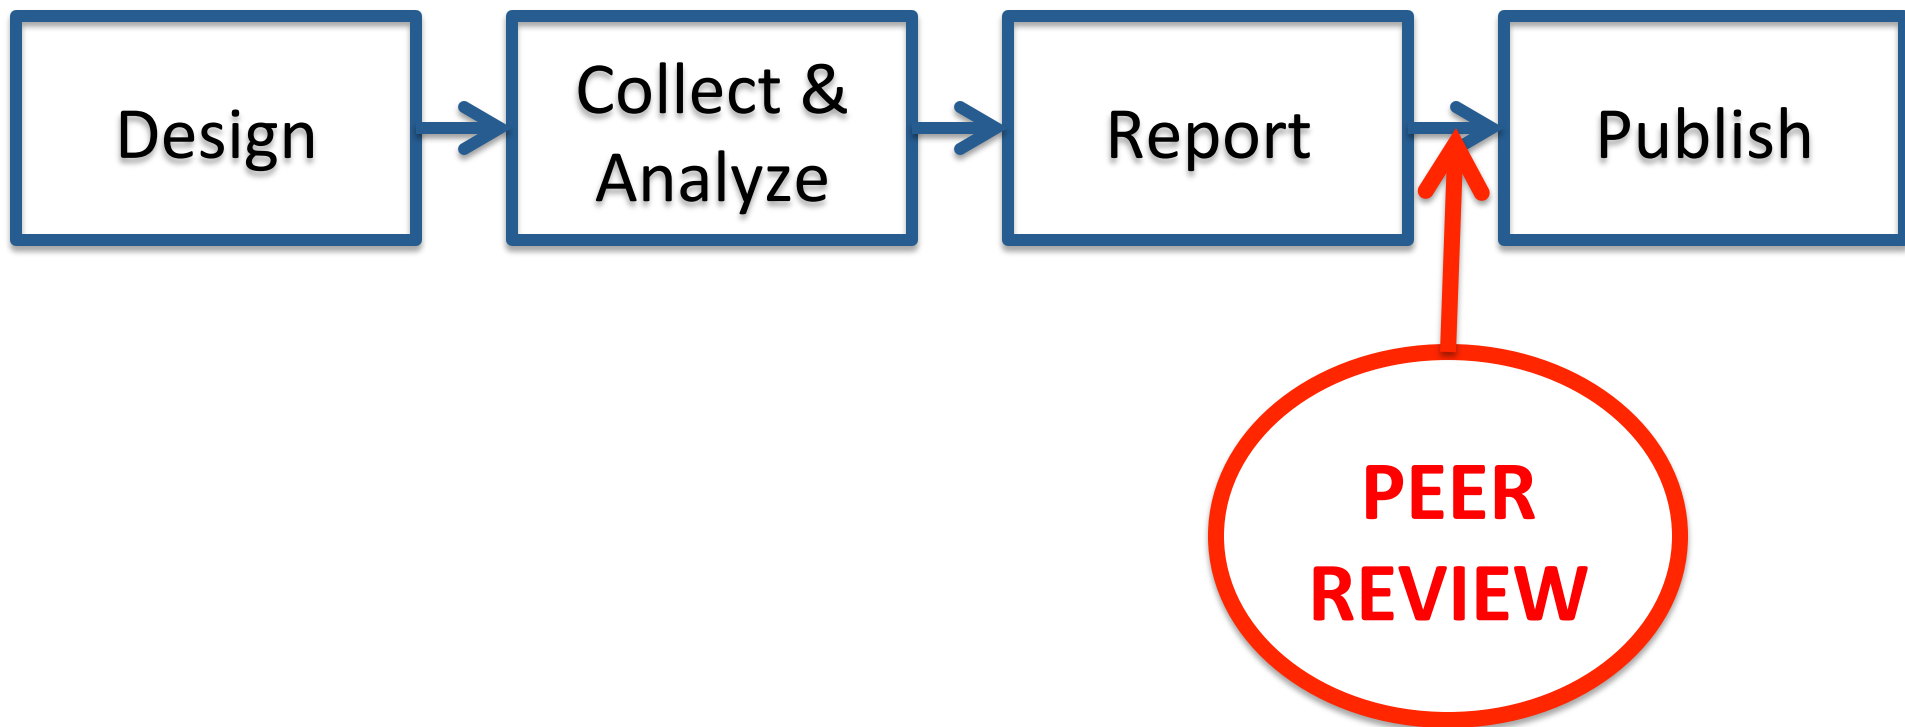 Design
Collect &
Analyze
Report
Publish
PEER
REVIEW